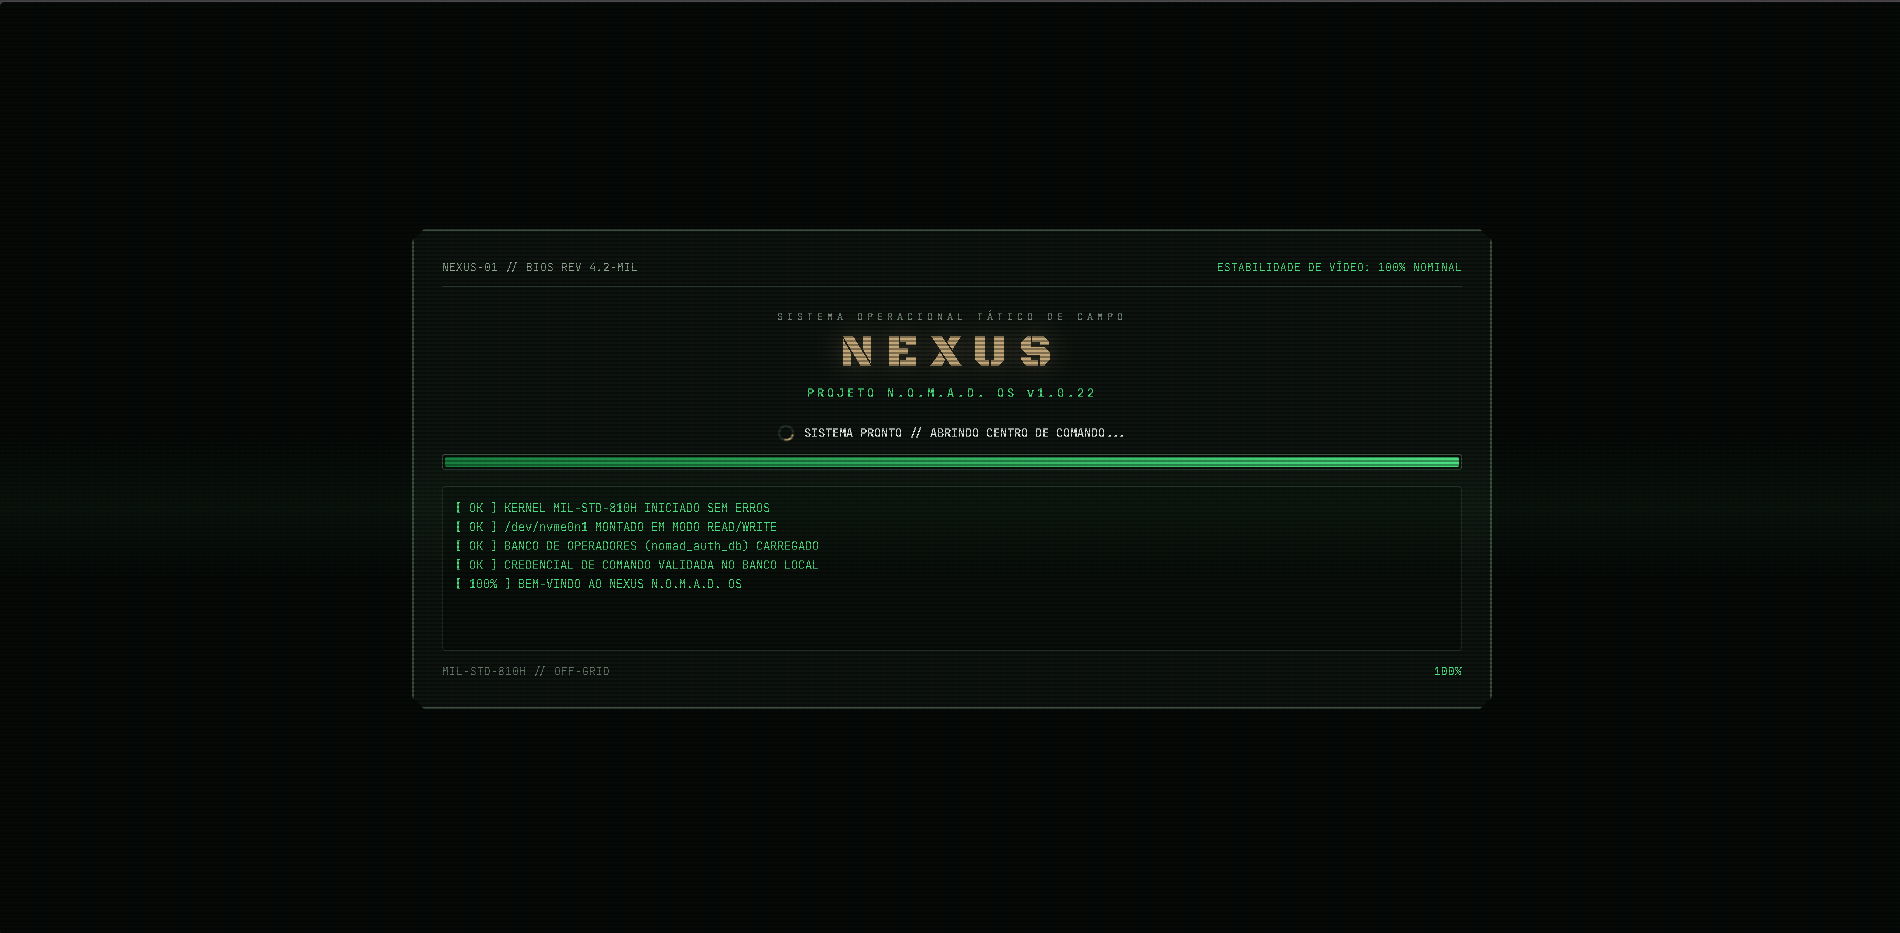 NEXUS-01 // BIOS REV 4.2-MIL
ESTABILIDADE DE VÍDEO: 100% NOMINAL
SISTEMA OPERACIONAL TÁTICO DE CAMPO
NEXUS
PROJETO N.O.M.A.D. OS v1.0.22
SISTEMA PRONTO // ABRINDO CENTRO DE COMANDO...
[ OK ] KERNEL MIL-STD-810H INICIADO SEM ERROS
[ OK ] /dev/nvme0n1 MONTADO EM MODO READ/WRITE
[ OK ] BANCO DE OPERADORES (nomad_auth_db) CARREGADO
[ OK ] CREDENCIAL DE COMANDO VALIDADA NO BANCO LOCAL
[ 100% ] BEM-VINDO AO NEXUS N.O.M.A.D. OS
MIL-STD-810H // OFF-GRID
100%